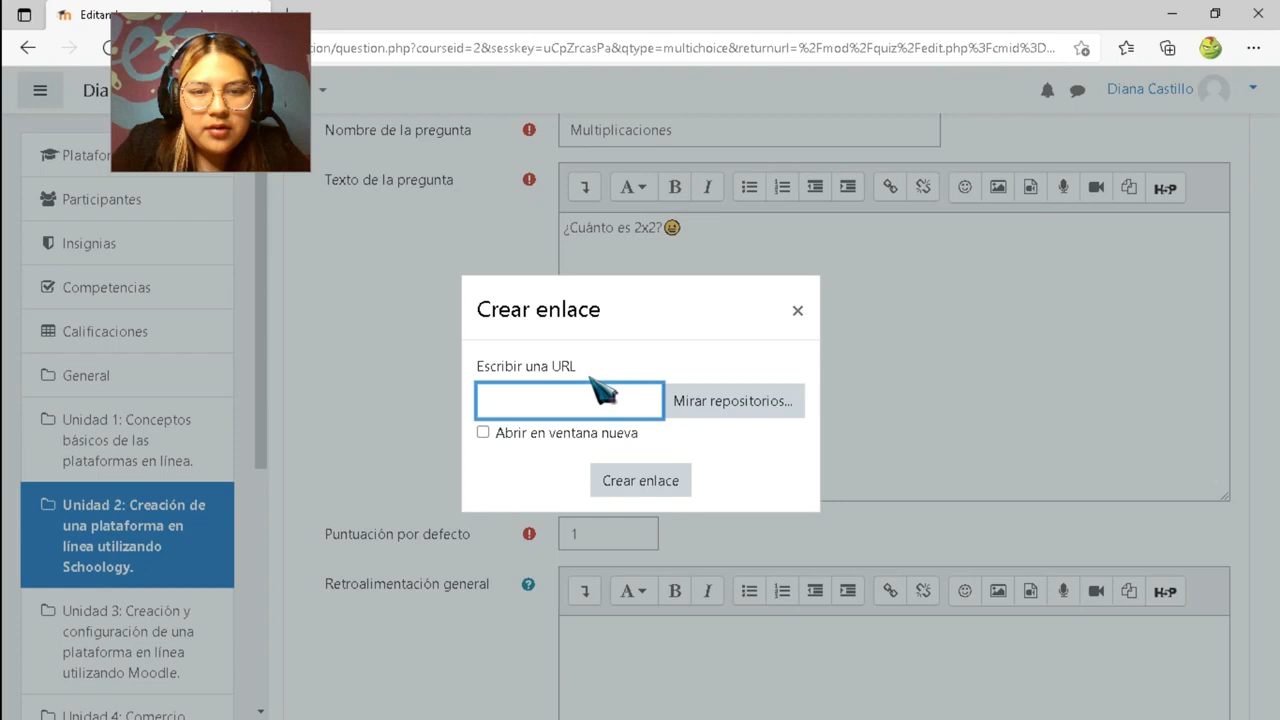 Editan
ion/question.php?courseid=2&sesskey=uCpZrcasPa&qtype=multichoice&returnurl=%2Fmod%2Fquiz%2Fedit.php%3Fcmid%3D...
Dia
Diana Castillo
Platafor
Participantes
Insignias
Competencias
Calificaciones
General
Unidad 1: Conceptos
básicos de las
plataformas en línea.
Unidad 2: Creación de
una plataforma en
línea utilizando
Schoology.
Unidad 3: Creación y
configuración de una
plataforma en línea
utilizando Moodle.
Unidad 4: Comercio
Nombre de la pregunta
Multiplicaciones
Texto de la pregunta
A B I
H-P
¿Cuánto es 2x2?
Crear enlace
×
Escribir una URL
Mirar repositorios...
Abrir en ventana nueva
Crear enlace
Puntuación por defecto
1
Retroalimentación general
A B I
H-P